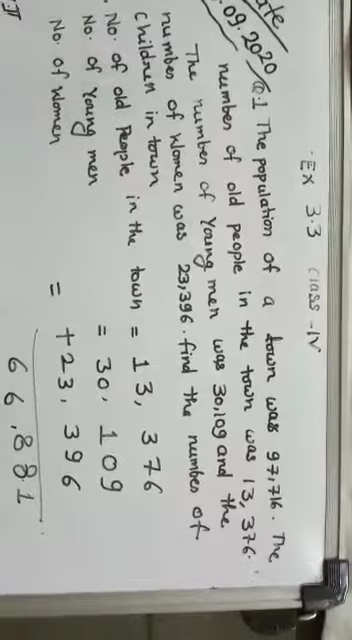 Ex 3.3 Class - IV
ate
.09.2020
Q:1 The population of a town was 97,716. The
number of old people in the town was 13,376.
The number of Young men was 30,109 and the
number of Women was 23,396. find the number of
children in town
No. of old People in the town = 13,376
No. of Young men = 30,109
No. of Women = +23,396
66,881